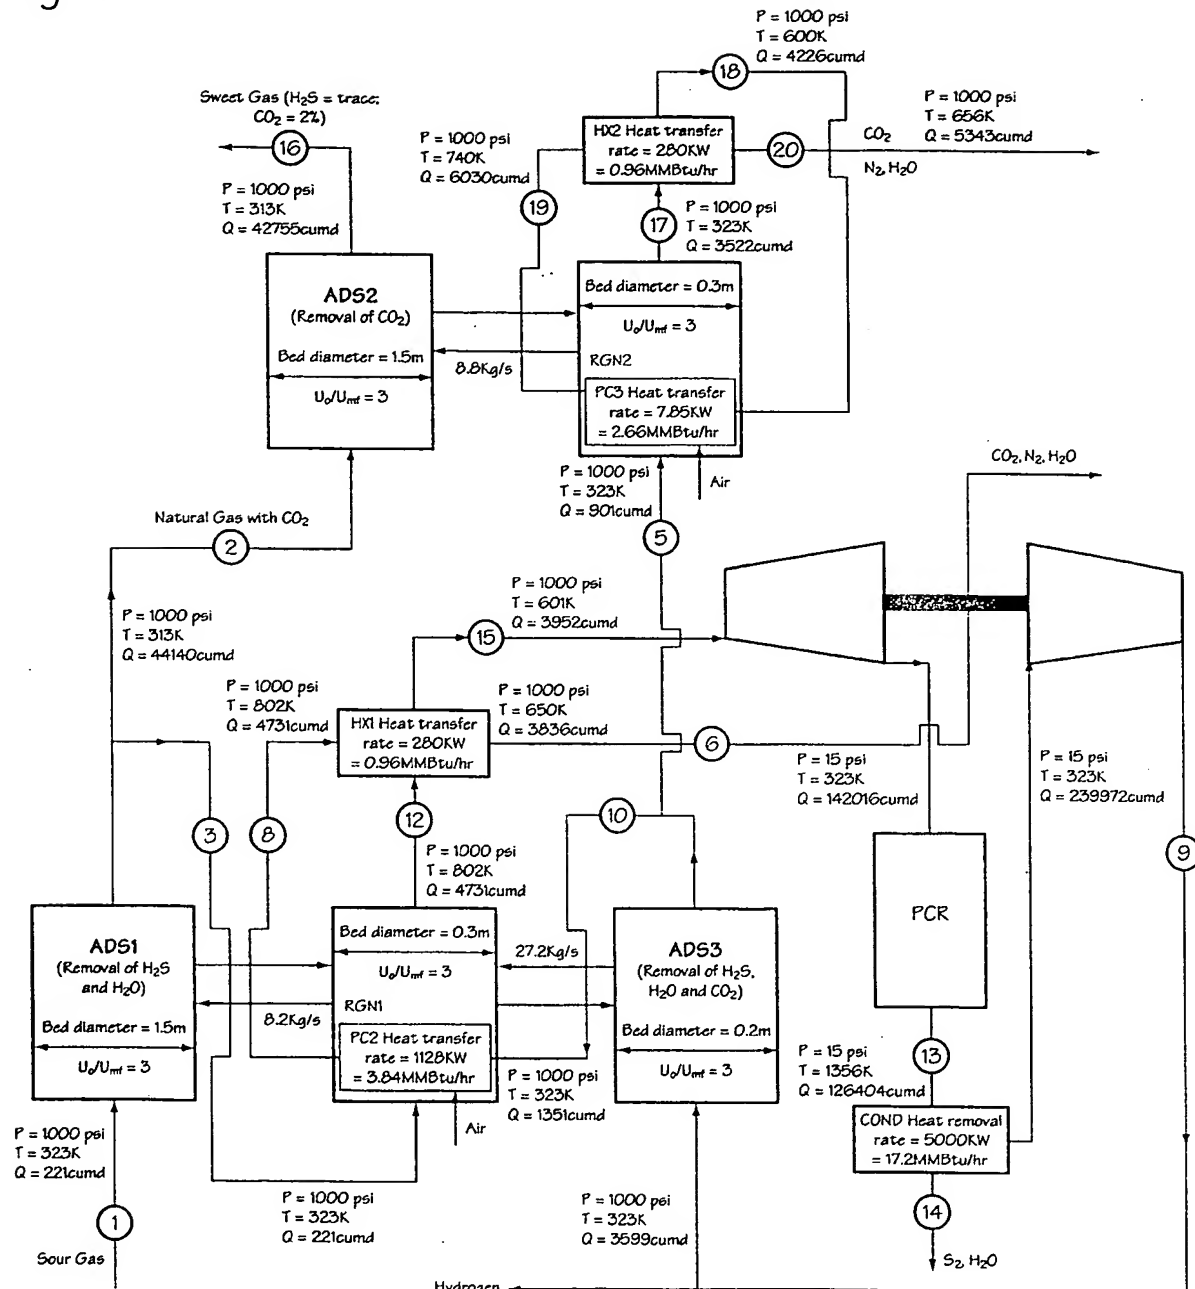 P = 1000 psi
T = 600K
Q = 4226cumd
18
Sweet Gas (H₂S = trace;
CO₂ = 2%)
16
P = 1000 psi
T = 313K
Q = 42755cumd
P = 1000 psi
T = 740K
Q = 6030cumd
19
HX2 Heat transfer
rate = 280KW
= 0.96MMBtu/hr
20
CO₂
N₂, H₂O
P = 1000 psi
T = 656K
Q = 5343cumd
17
P = 1000 psi
T = 323K
Q = 3522cumd
ADS2
(Removal of CO₂)
Bed diameter = 1.5m
U₀/Umf = 3
8.8Kg/s
Bed diameter = 0.3m
U₀/Umf = 3
RGN2
PC3 Heat transfer
rate = 7.85KW
= 2.66MMBtu/hr
Air
P = 1000 psi
T = 323K
Q = 901cumd
5
CO₂, N₂, H₂O
Natural Gas with CO₂
2
P = 1000 psi
T = 313K
Q = 44140cumd
P = 1000 psi
T = 601K
Q = 3952cumd
15
P = 1000 psi
T = 802K
Q = 4731cumd
HX1 Heat transfer
rate = 280KW
= 0.96MMBtu/hr
P = 1000 psi
T = 650K
Q = 3836cumd
6
P = 15 psi
T = 323K
Q = 142016cumd
P = 15 psi
T = 323K
Q = 239972cumd
3
8
12
10
9
P = 1000 psi
T = 802K
Q = 4731cumd
PCR
ADS1
(Removal of H₂S
and H₂O)
Bed diameter = 1.5m
U₀/Umf = 3
8.2Kg/s
Bed diameter = 0.3m
U₀/Umf = 3
RGN1
PC2 Heat transfer
rate = 1128KW
= 3.84MMBtu/hr
Air
27.2Kg/s
ADS3
(Removal of H₂S,
H₂O and CO₂)
Bed diameter = 0.2m
U₀/Umf = 3
P = 1000 psi
T = 323K
Q = 1351cumd
13
P = 15 psi
T = 1356K
Q = 126404cumd
COND Heat removal
rate = 5000KW
= 17.2MMBtu/hr
14
S₂, H₂O
P = 1000 psi
T = 323K
Q = 221cumd
1
Sour Gas
P = 1000 psi
T = 323K
Q = 221cumd
P = 1000 psi
T = 323K
Q = 3599cumd
Hydrogen